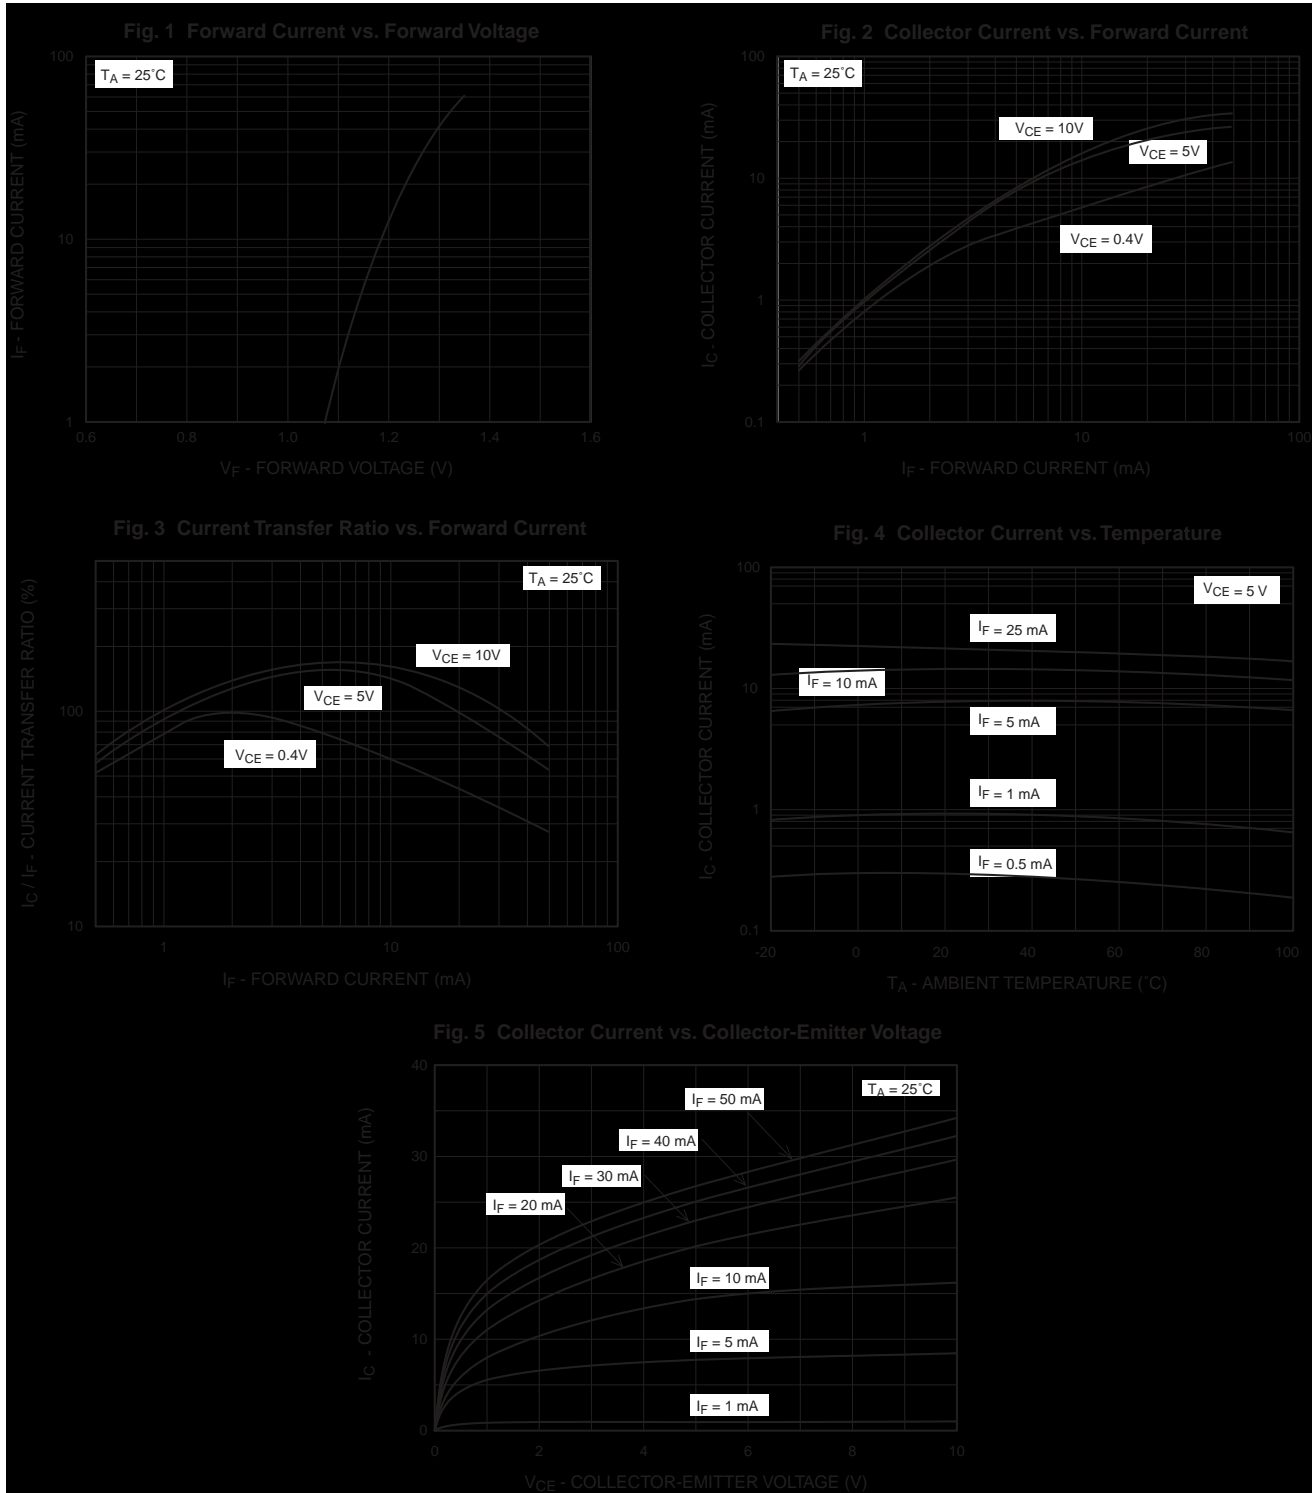 Fig. 1 Forward Current vs. Forward Voltage
100
10
1
TA = 25˚C
IF - FORWARD CURRENT (mA)
0.6 0.8 1.0 1.2 1.4 1.6
VF - FORWARD VOLTAGE (V)
Fig. 2 Collector Current vs. Forward Current
100
10
1
0.1
TA = 25˚C
VCE = 10V
VCE = 5V
VCE = 0.4V
IC - COLLECTOR CURRENT (mA)
1 10 100
IF - FORWARD CURRENT (mA)
Fig. 3 Current Transfer Ratio vs. Forward Current
100
10
TA = 25˚C
VCE = 10V
VCE = 5V
VCE = 0.4V
IC / IF - CURRENT TRANSFER RATIO (%)
1 10 100
IF - FORWARD CURRENT (mA)
Fig. 4 Collector Current vs. Temperature
100
10
1
0.1
VCE = 5 V
IF = 25 mA
IF = 10 mA
IF = 5 mA
IF = 1 mA
IF = 0.5 mA
IC - COLLECTOR CURRENT (mA)
-20 0 20 40 60 80 100
TA - AMBIENT TEMPERATURE (˚C)
Fig. 5 Collector Current vs. Collector-Emitter Voltage
40
30
20
10
0
TA = 25˚C
IF = 50 mA
IF = 40 mA
IF = 30 mA
IF = 20 mA
IF = 10 mA
IF = 5 mA
IF = 1 mA
IC - COLLECTOR CURRENT (mA)
0 2 4 6 8 10
VCE - COLLECTOR-EMITTER VOLTAGE (V)